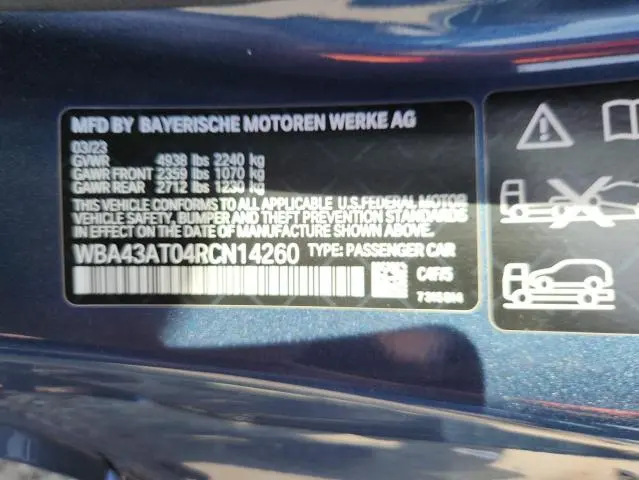 MFD BY BAYERISCHE MOTOREN WERKE AG
03/23
GVWR 4938 lbs 2240 kg
GAWR FRONT 2359 lbs 1070 kg
GAWR REAR 2712 lbs 1230 kg
THIS VEHICLE CONFORMS TO ALL APPLICABLE U.S.FEDERAL MOTOR
VEHICLE SAFETY, BUMPER AND THEFT PREVENTION STANDARDS
IN EFFECT ON THE DATE OF MANUFACTURE SHOWN ABOVE.
WBA43AT04RCN14260 TYPE: PASSENGER CAR
C4F/5